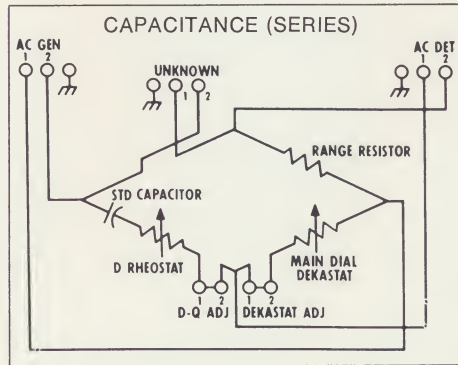 CAPACITANCE (SERIES)
AC GEN
1 2
UNKNOWN
1 2
AC DET
1 2
RANGE RESISTOR
STD CAPACITOR
D RHEOSTAT
MAIN DIAL
DEKASTAT
1 2
1 2
D-Q ADJ
DEKASTAT ADJ